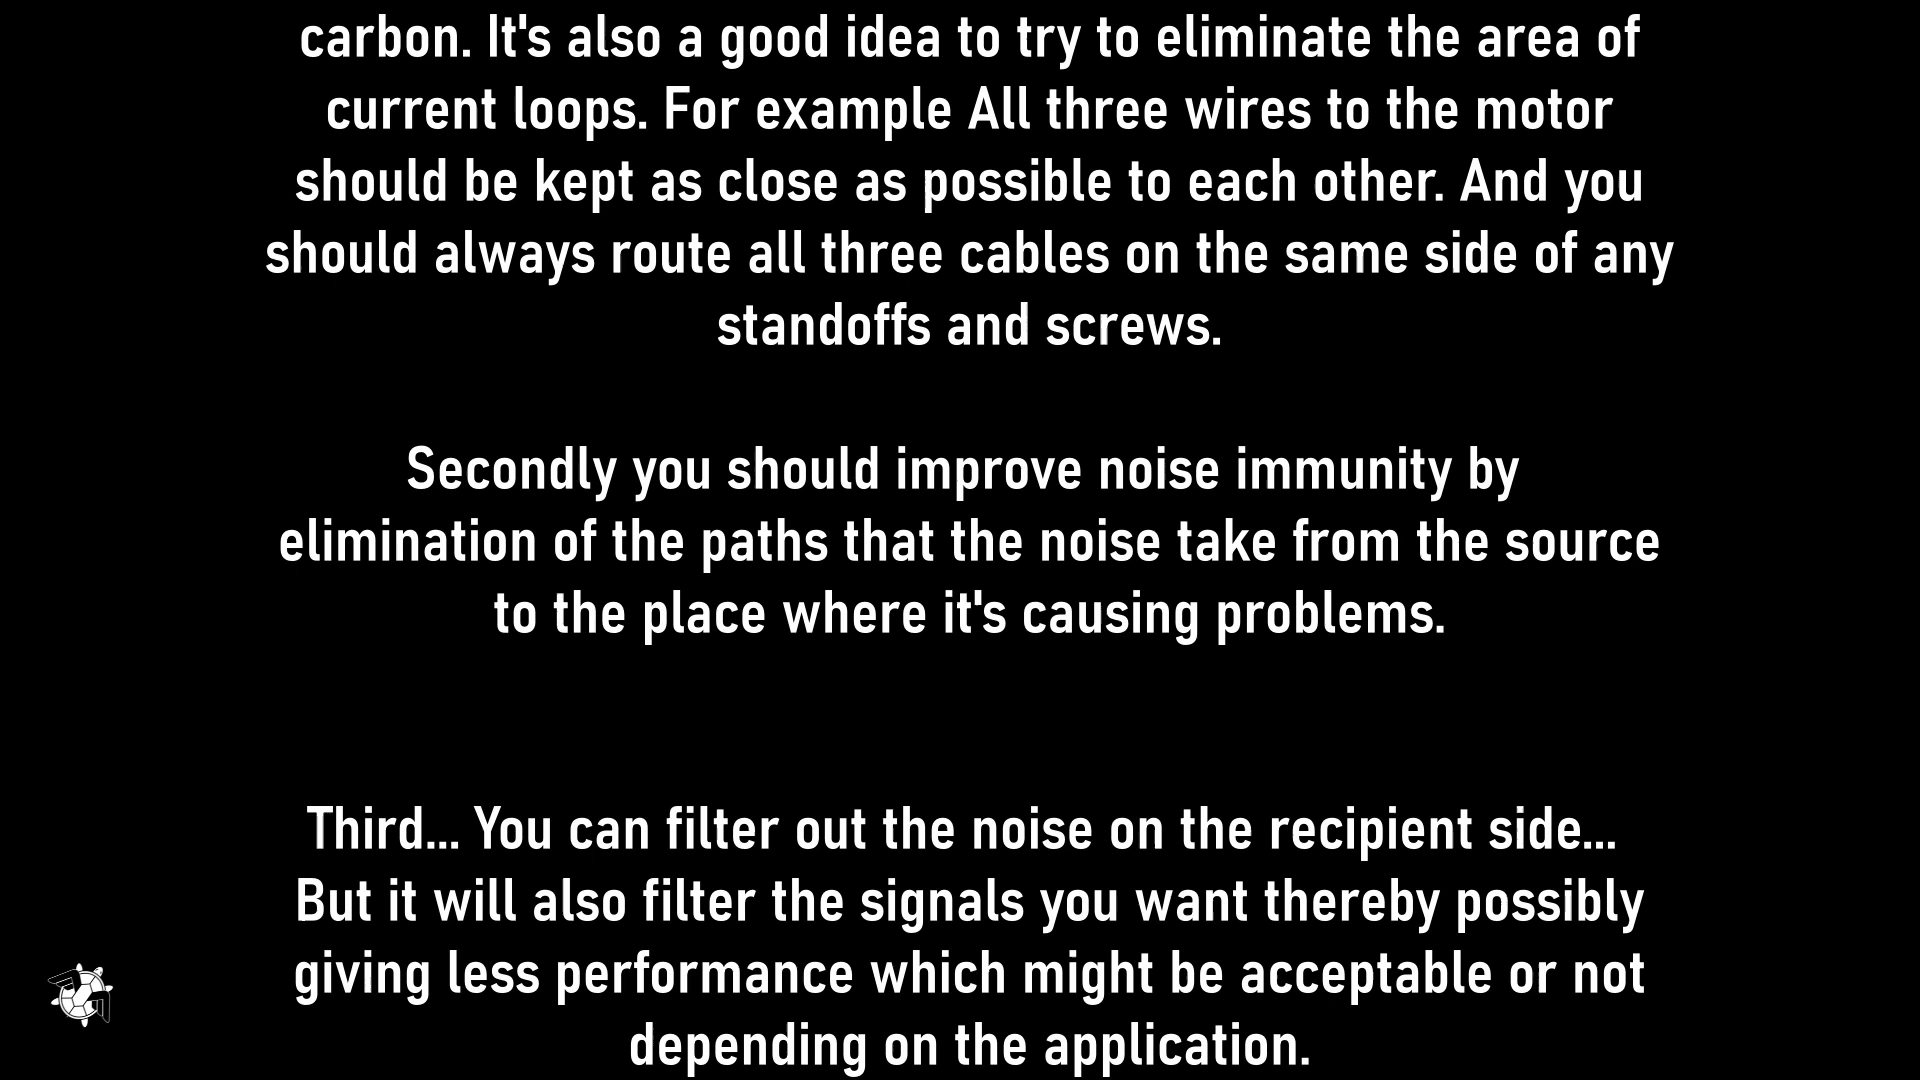 carbon. It's also a good idea to try to eliminate the area of
current loops. For example All three wires to the motor
should be kept as close as possible to each other. And you
should always route all three cables on the same side of any
standoffs and screws.
Secondly you should improve noise immunity by
elimination of the paths that the noise take from the source
to the place where it's causing problems.
Third... You can filter out the noise on the recipient side...
But it will also filter the signals you want thereby possibly
giving less performance which might be acceptable or not
depending on the application.